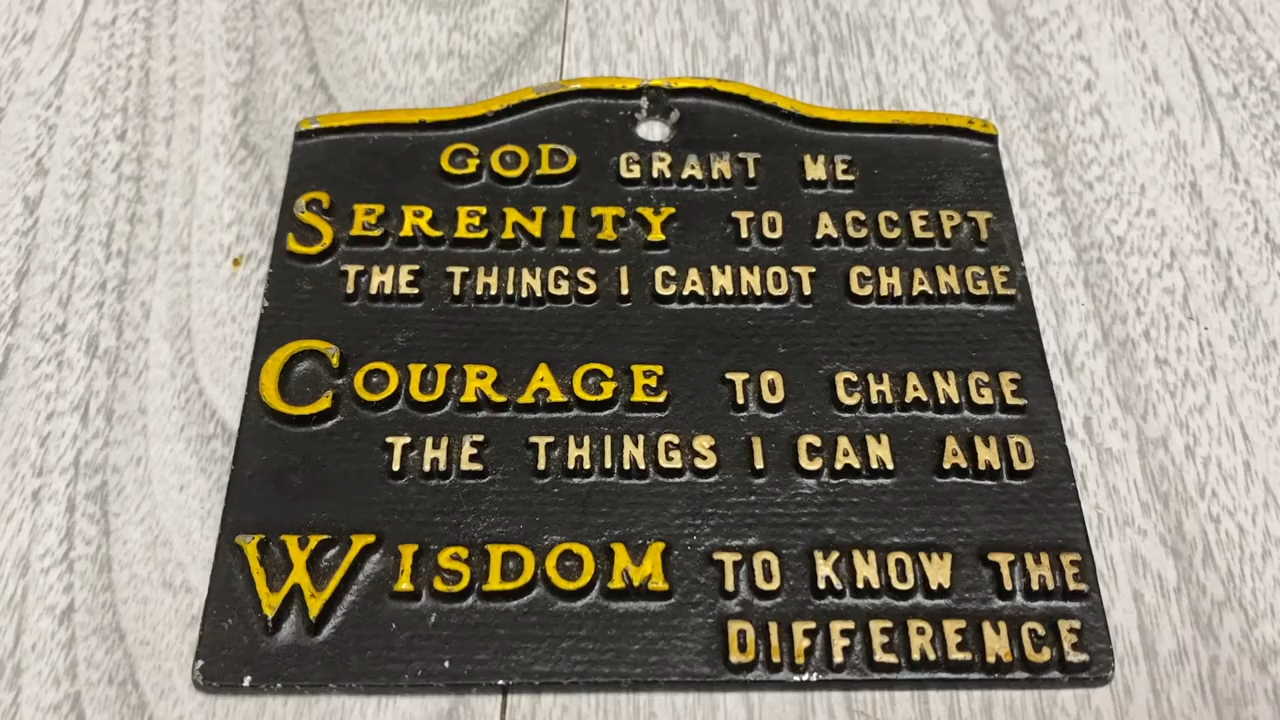 GOD GRANT ME
SERENITY TO ACCEPT
THE THINGS I CANNOT CHANGE
COURAGE TO CHANGE
THE THINGS I CAN AND
WISDOM TO KNOW THE
DIFFERENCE